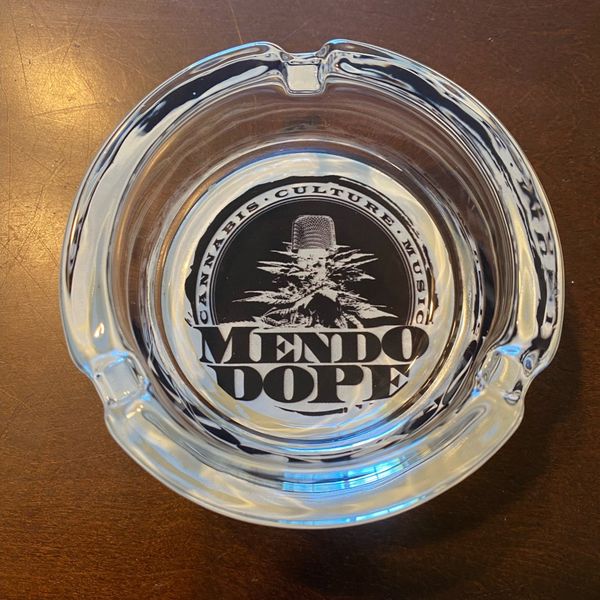 CANNABIS · CULTURE · MUSIC
MENDO
DOPE